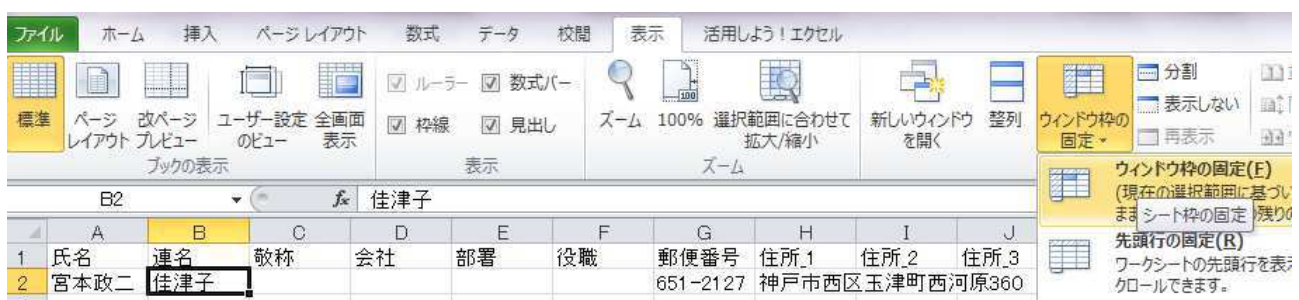 ファイル ホーム 挿入 ページ レイアウト 数式 データ 校閲 表示 活用しよう!エクセル
標準
ページ
レイアウト
改ページ
プレビュー
ユーザー設定
のビュー
全画面
表示
ブックの表示
ルーラー 数式バー
枠線 見出し
表示
ズーム
100%
選択範囲に合わせて
拡大/縮小
ズーム
新しいウィンドウ
を開く
整列
ウィンドウ枠の
固定
分割
表示しない
再表示
B2 fx 佳津子
ウィンドウ枠の固定(F)
(現在の選択範囲に基づい
まま
シート枠の固定
残りの
先頭行の固定(R)
ワークシートの先頭行を表
クロールできます。
A B C D E F G H I J
1 氏名 連名 敬称 会社 部署 役職 郵便番号 住所_1 住所_2 住所_3
2 宮本政二 佳津子 651-2127 神戸市西区玉津町西河原360